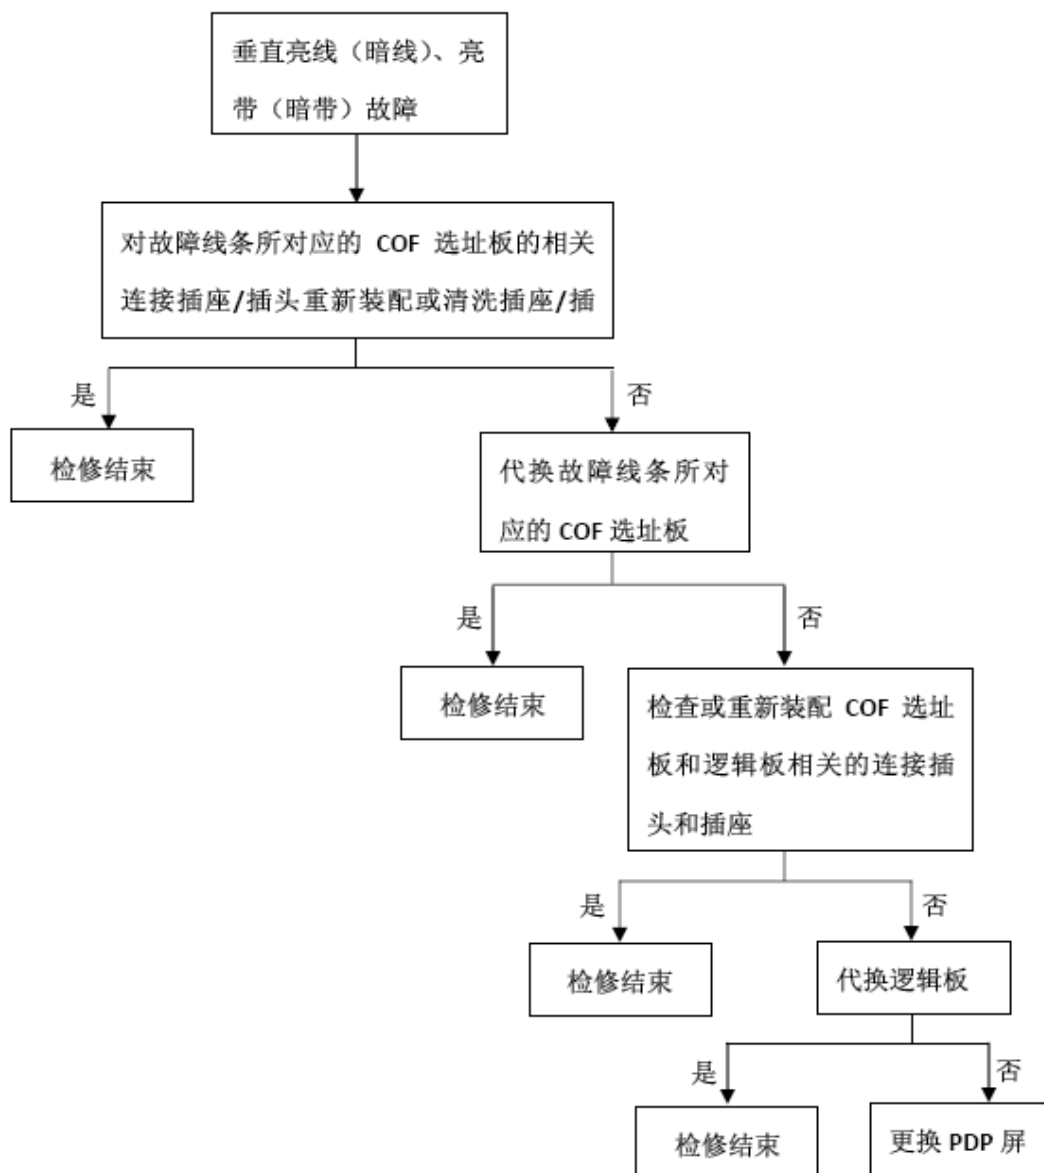 垂直亮线（暗线）、亮
带（暗带）故障
对故障线条所对应的 COF 选址板的相关
连接插座/插头重新装配或清洗插座/插
是
否
检修结束
代换故障线条所对
应的 COF 选址板
是
否
检修结束
检查或重新装配 COF 选址
板和逻辑板相关的连接插
头和插座
是
否
检修结束
代换逻辑板
是
否
检修结束
更换 PDP 屏